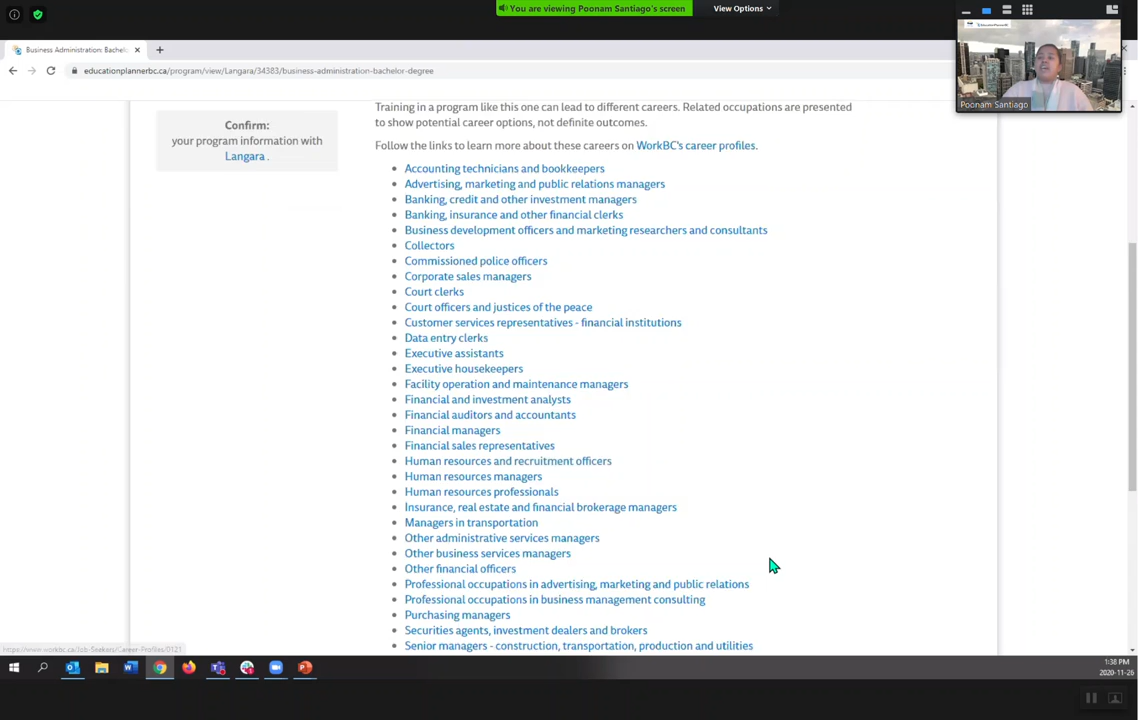 You are viewing Poonam Santiago's screen
View Options
Business Administration: Bachel
educationplannerbc.ca/program/view/Langara/34383/business-administration-bachelor-degree
Poonam Santiago
Confirm:
your program information with
Langara .
Training in a program like this one can lead to different careers. Related occupations are presented
to show potential career options, not definite outcomes.
Follow the links to learn more about these careers on WorkBC's career profiles.
Accounting technicians and bookkeepers
Advertising, marketing and public relations managers
Banking, credit and other investment managers
Banking, insurance and other financial clerks
Business development officers and marketing researchers and consultants
Collectors
Commissioned police officers
Corporate sales managers
Court clerks
Court officers and justices of the peace
Customer services representatives - financial institutions
Data entry clerks
Executive assistants
Executive housekeepers
Facility operation and maintenance managers
Financial and investment analysts
Financial auditors and accountants
Financial managers
Financial sales representatives
Human resources and recruitment officers
Human resources managers
Human resources professionals
Insurance, real estate and financial brokerage managers
Managers in transportation
Other administrative services managers
Other business services managers
Other financial officers
Professional occupations in advertising, marketing and public relations
Professional occupations in business management consulting
Purchasing managers
Securities agents, investment dealers and brokers
Senior managers - construction, transportation, production and utilities
https://www.workbc.ca/Job-Seekers/Career-Profiles/0121
1:38 PM
2020-11-26